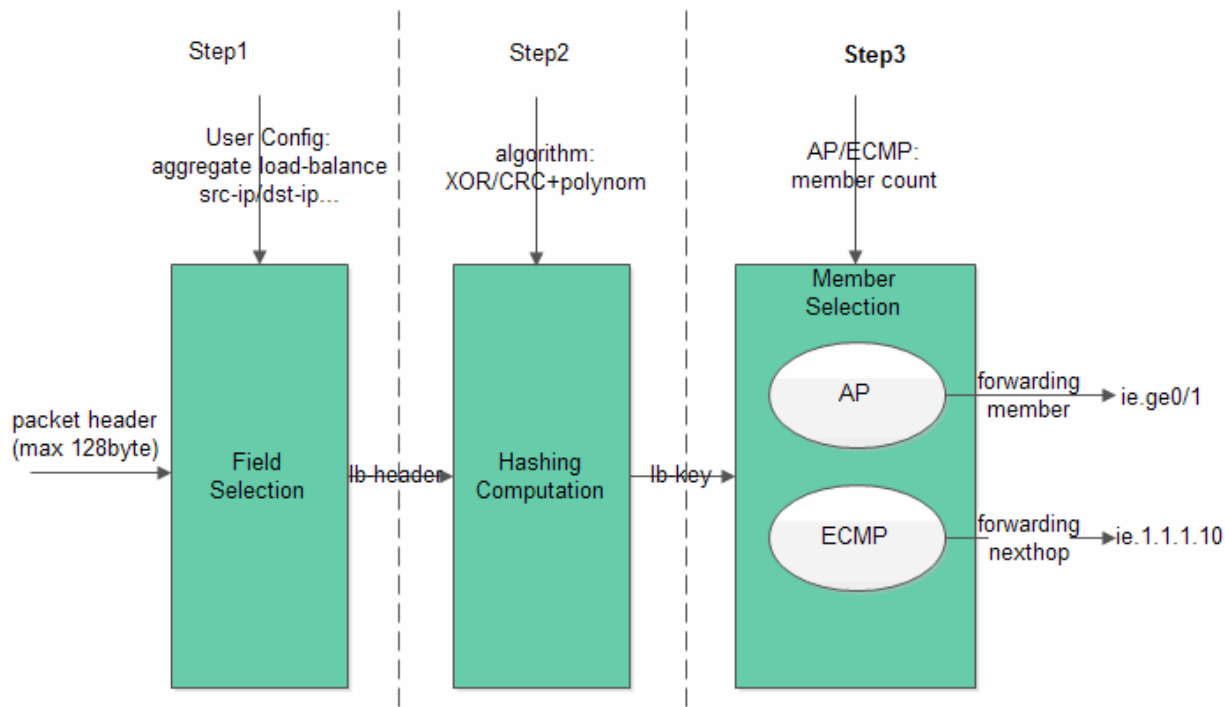 Step1
Step2
Step3
User Config:
aggregate load-balance
src-ip/dst-ip...
algorithm:
XOR/CRC+polynom
AP/ECMP:
member count
packet header
(max 128byte)
Field
Selection
lb-header
Hashing
Computation
lb-key
Member
Selection
AP
forwarding
member
ie.ge0/1
ECMP
forwarding
nexthop
ie.1.1.1.10